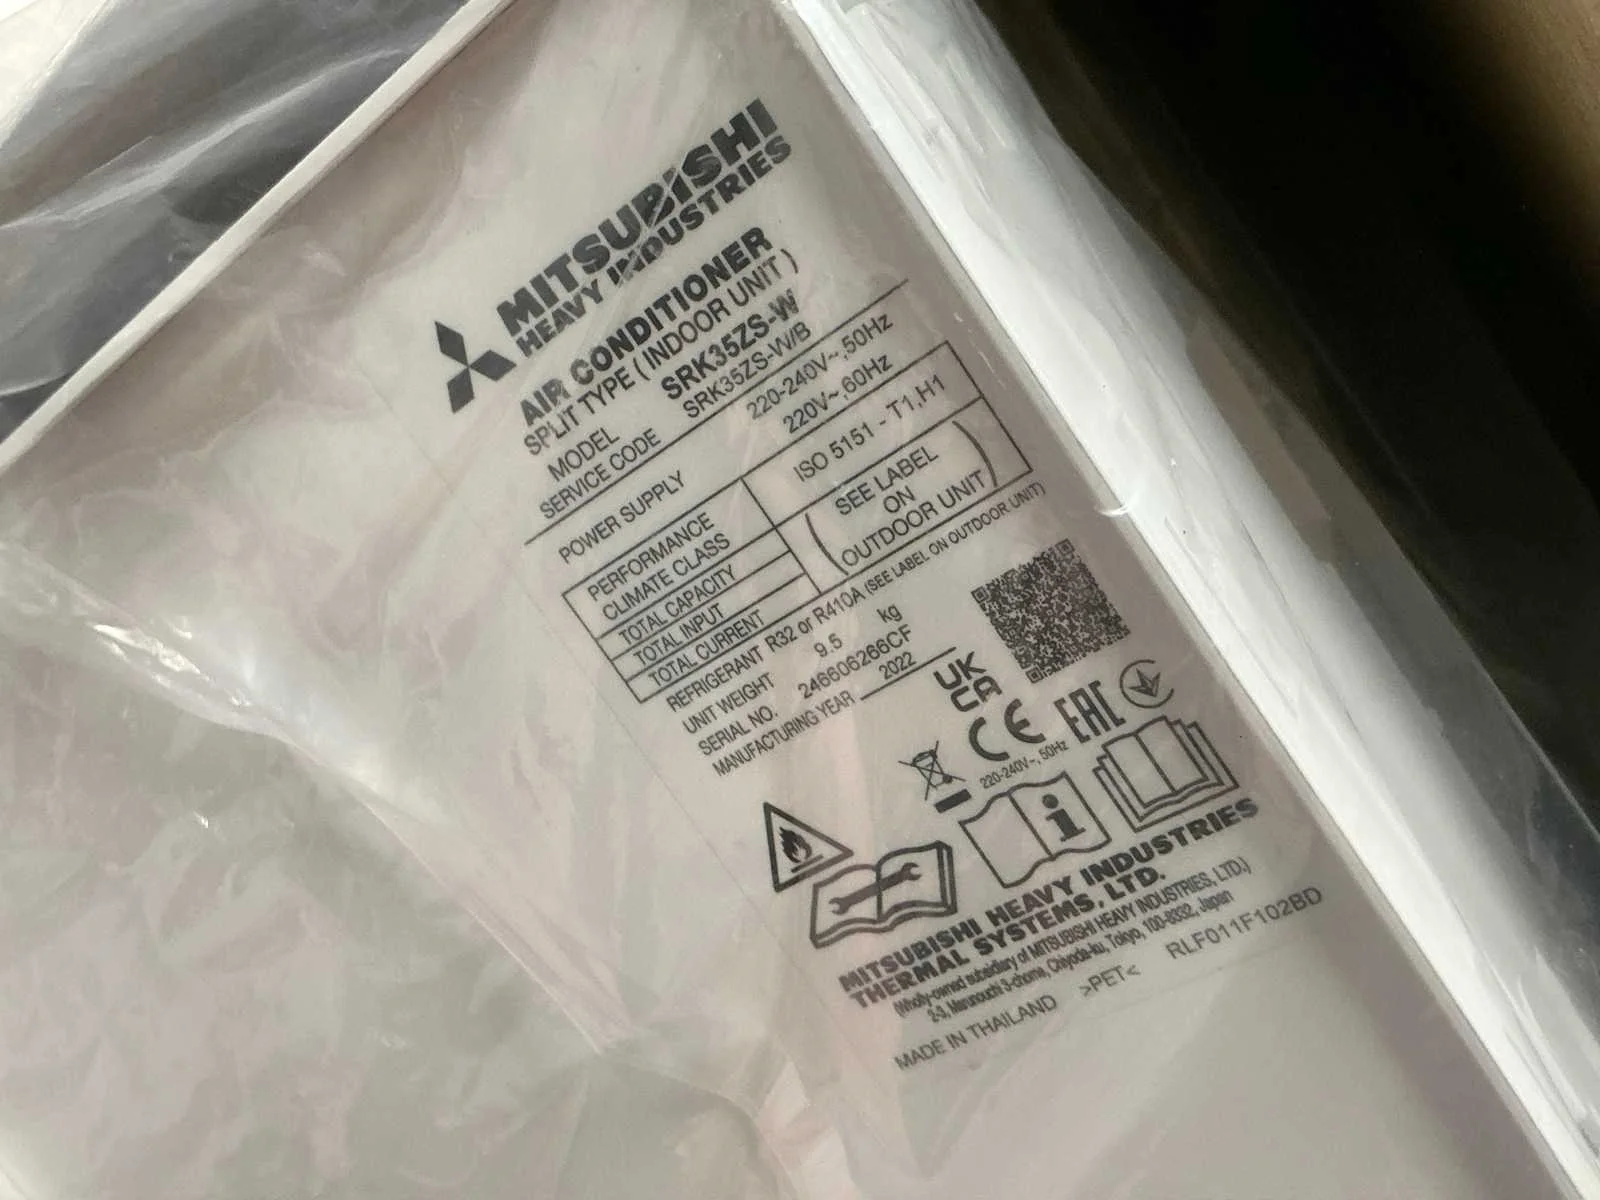 MITSUBISHI
HEAVY INDUSTRIES
AIR CONDITIONER
SPLIT TYPE ( INDOOR UNIT )
MODEL SRK35ZS-W
SERVICE CODE SRK35ZS-W/B
POWER SUPPLY 220-240V~,50Hz
220V~,60Hz
PERFORMANCE
CLIMATE CLASS ISO 5151 - T1,H1
TOTAL CAPACITY
TOTAL INPUT
TOTAL CURRENT
(SEE LABEL
ON
OUTDOOR UNIT)
REFRIGERANT R32 or R410A (SEE LABEL ON OUTDOOR UNIT)
UNIT WEIGHT 9.5 kg
SERIAL NO. 246606266CF
MANUFACTURING YEAR 2022
UK
CA
CE EAC
220-240V~, 50Hz
i
MITSUBISHI HEAVY INDUSTRIES
THERMAL SYSTEMS, LTD.
(Wholly-owned subsidiary of MITSUBISHI HEAVY INDUSTRIES, LTD.)
2-3, Marunouchi 3-chome, Chiyoda-ku, Tokyo, 100-8332, Japan
MADE IN THAILAND >PET< RLF011F102BD